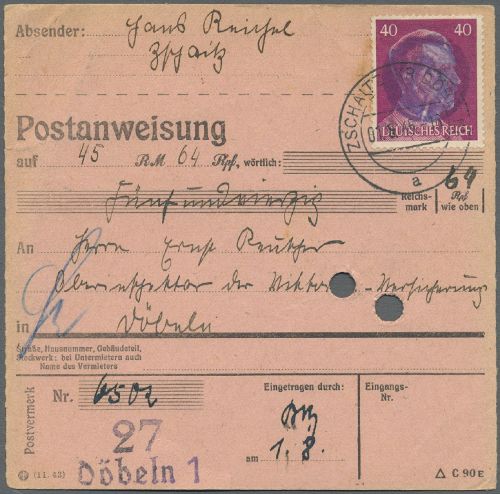 Absender: Hans Reichel
Zschaitz
40 40
DEUTSCHES REICH
ZSCHAITZ
a
Postanweisung
auf 45 RM 64 Rpf, wörtlich:
Fünfundvierzig
Reichs-
mark
64
Rpf
wie oben
An Herrn Ernst
Oberinspektor der Viktoria-Versicherung
in Döbeln
Straße, Hausnummer, Gebäudeteil,
Stockwerk; bei Untermietern auch
Name des Vermieters
Postvermerk
Nr. 6502
27
Döbeln 1
Eingetragen durch:
am 1.8.
Eingangs-
Nr.
(11. 43)
△ C 90 E